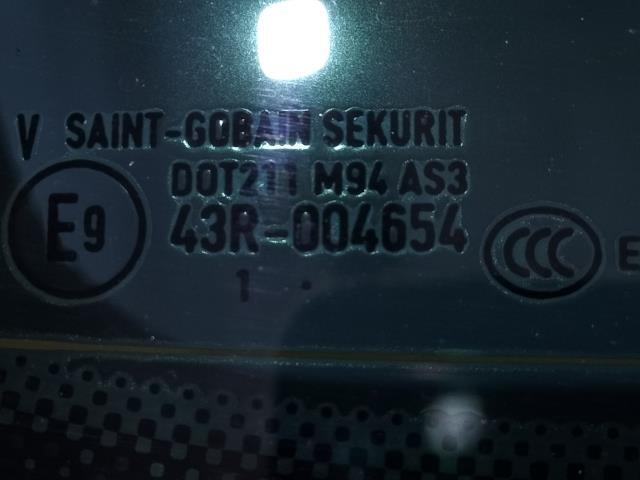 V SAINT-GOBAIN SEKURIT
DOT211 M94 AS3
E9 43R-004654
CCC E
1 .